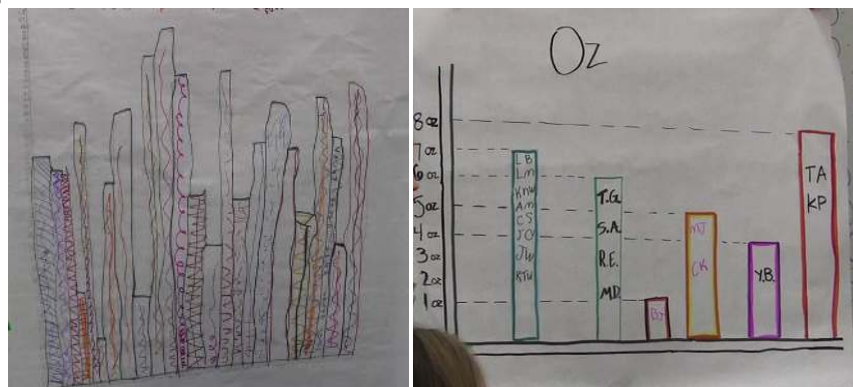 Oz
8 oz
7 oz
6 oz
5 oz
4 oz
3 oz
2 oz
1 oz
LB
Lm
Am
CS
JO
JW
T.G.
S.A.
R.E.
M.D.
MJ
CK
Y.B.
TA
KP